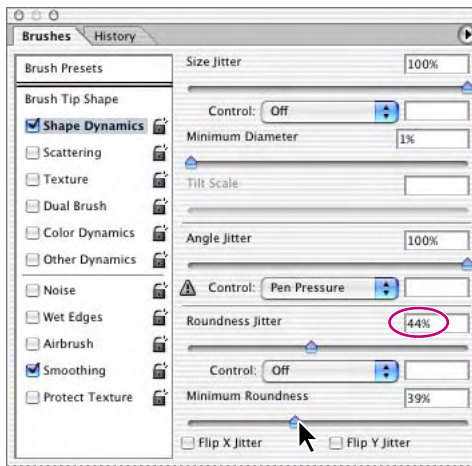 Brushes History
Brush Presets
Brush Tip Shape
Shape Dynamics
Scattering
Texture
Dual Brush
Color Dynamics
Other Dynamics
Noise
Wet Edges
Airbrush
Smoothing
Protect Texture
Size Jitter 100%
Control: Off
Minimum Diameter 1%
Tilt Scale
Angle Jitter 100%
Control: Pen Pressure
Roundness Jitter 44%
Control: Off
Minimum Roundness 39%
Flip X Jitter Flip Y Jitter